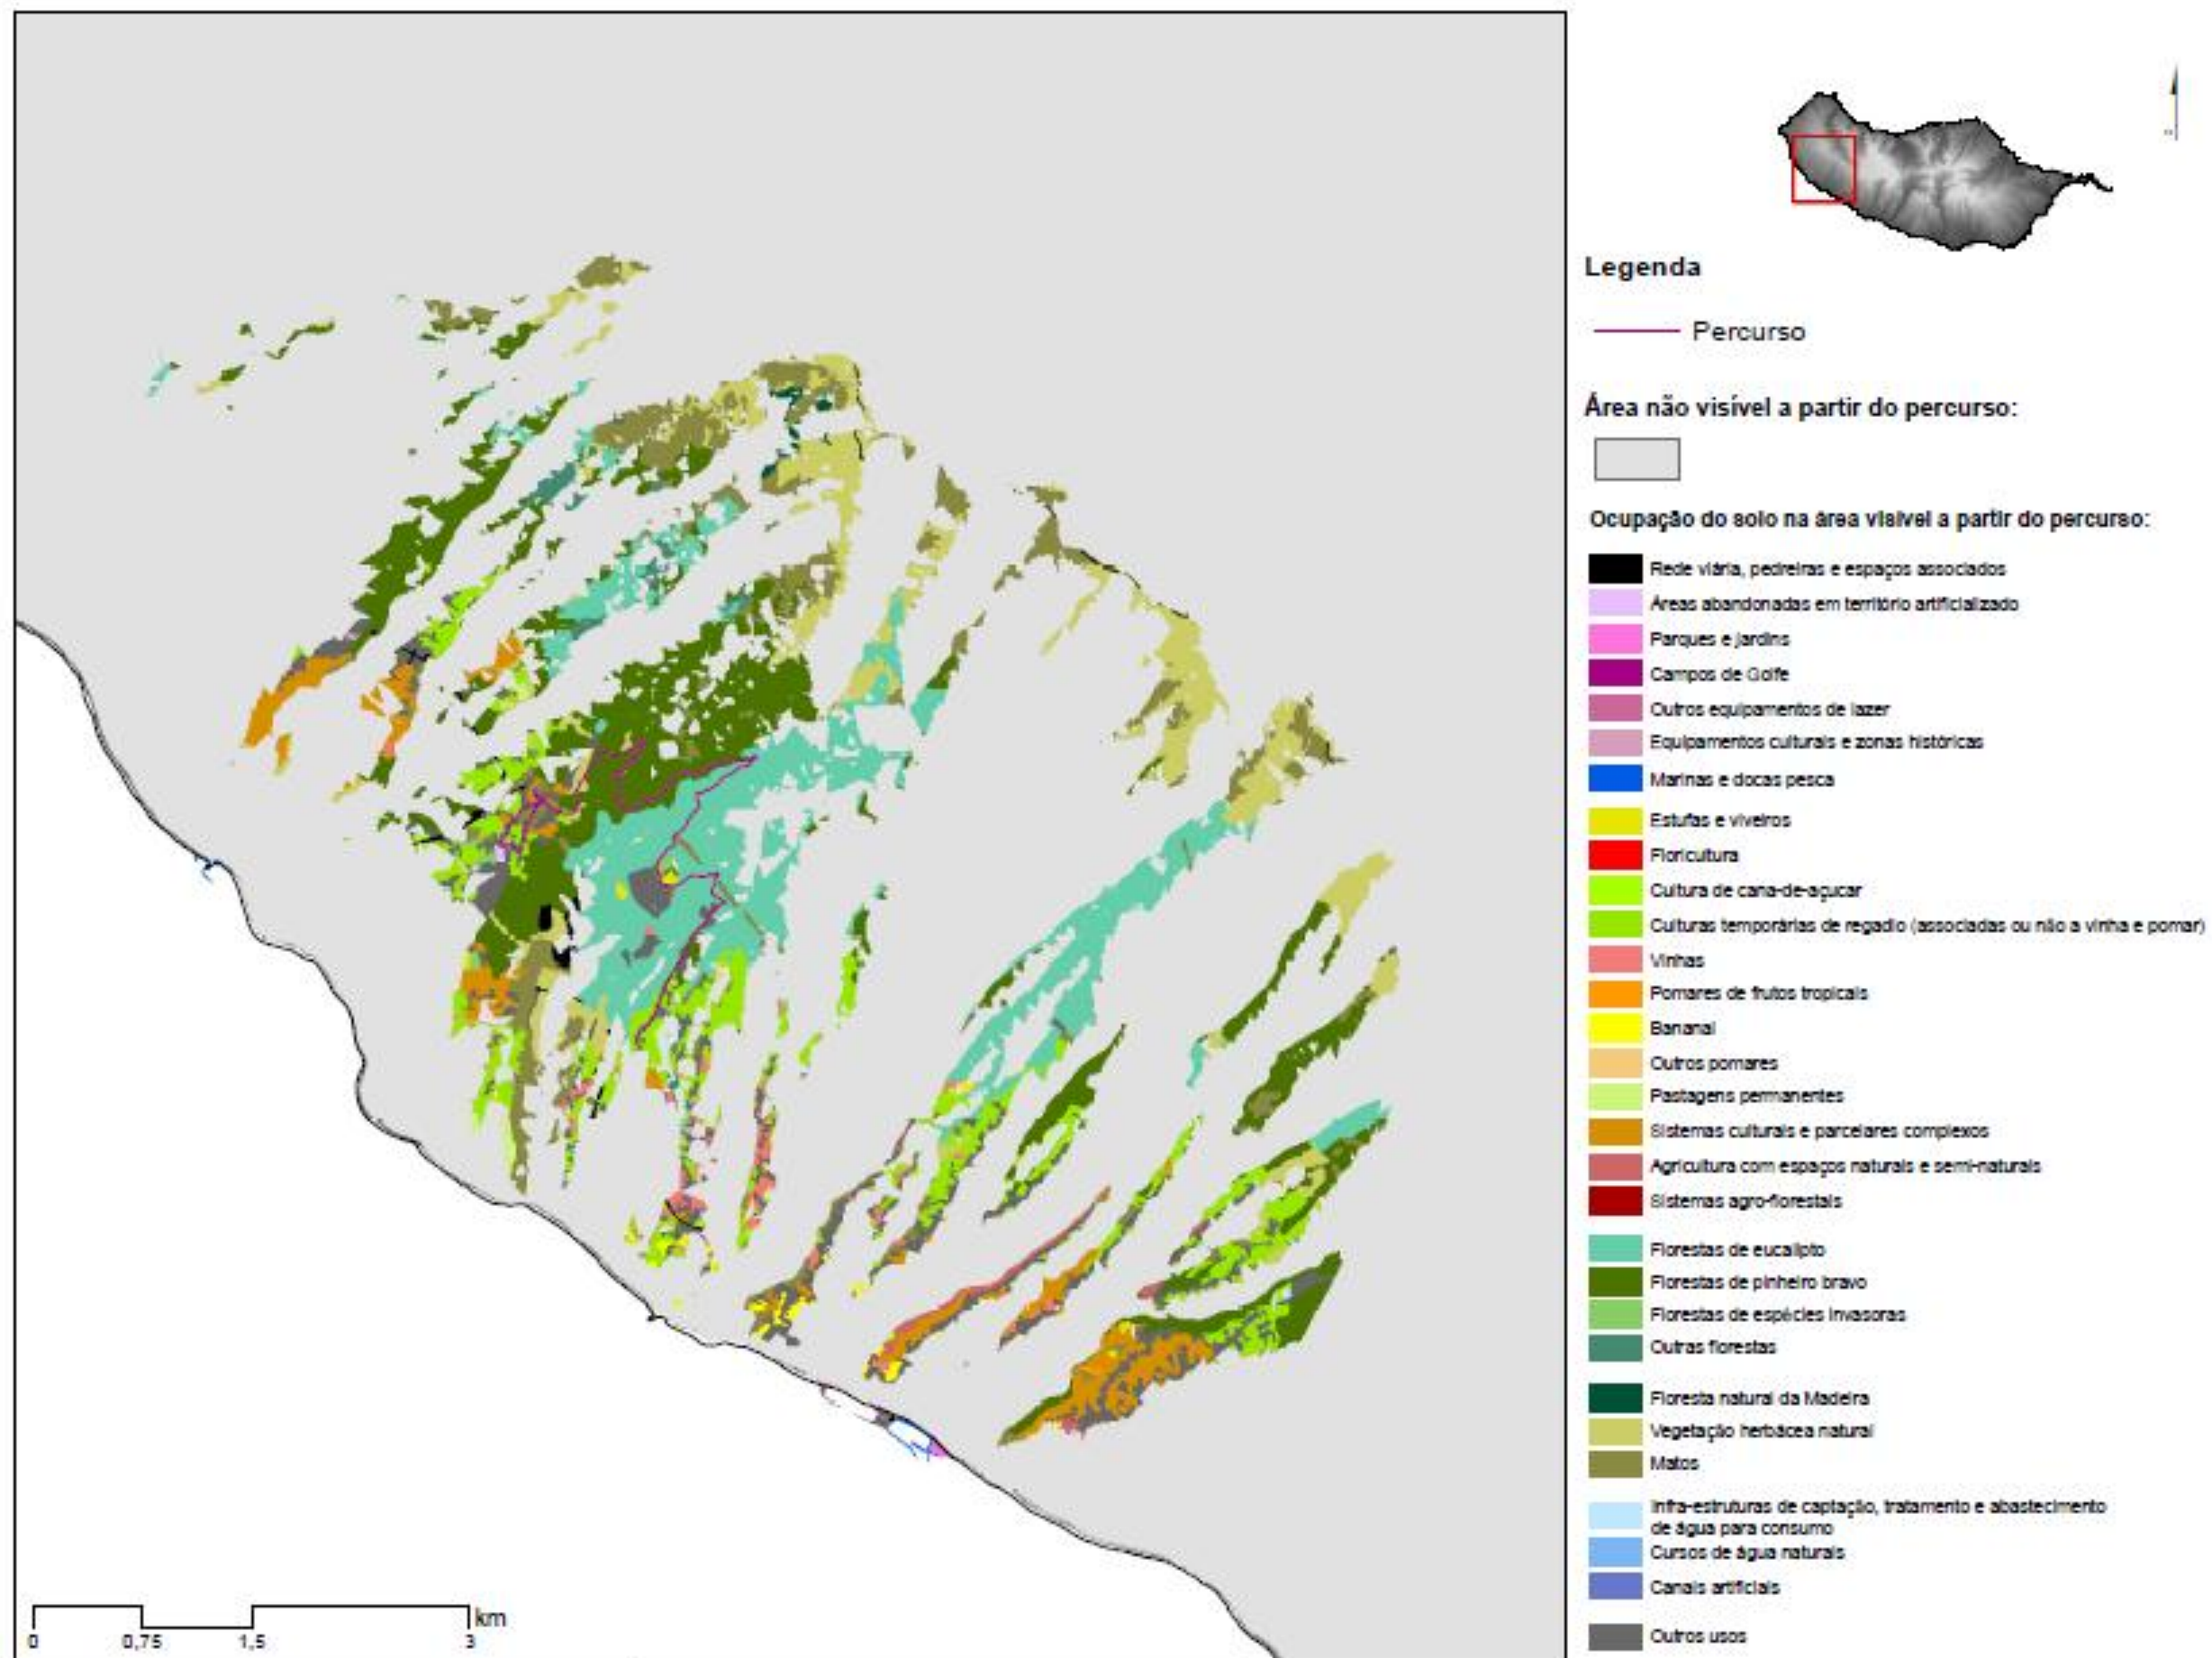 Legenda
Percurso
Área não visível a partir do percurso:
Ocupação do solo na área visível a partir do percurso:
Rede viária, pedreiras e espaços associados
Áreas abandonadas em território artificializado
Parques e jardins
Campos de Golfe
Outros equipamentos de lazer
Equipamentos culturais e zonas históricas
Marinas e docas pesca
Estufas e viveiros
Floricultura
Cultura de cana-de-açucar
Culturas temporárias de regadio (associadas ou não a vinha e pomar)
Vinhas
Pomares de frutos tropicais
Bananal
Outros pomares
Pastagens permanentes
Sistemas culturais e parcelares complexos
Agricultura com espaços naturais e semi-naturais
Sistemas agro-florestais
Florestas de eucalipto
Florestas de pinheiro bravo
Florestas de espécies invasoras
Outras florestas
Floresta natural da Madeira
Vegetação herbácea natural
Matos
Infra-estruturas de captação, tratamento e abastecimento
de água para consumo
Cursos de água naturais
Canais artificiais
Outros usos
km
0 0,75 1,5 3